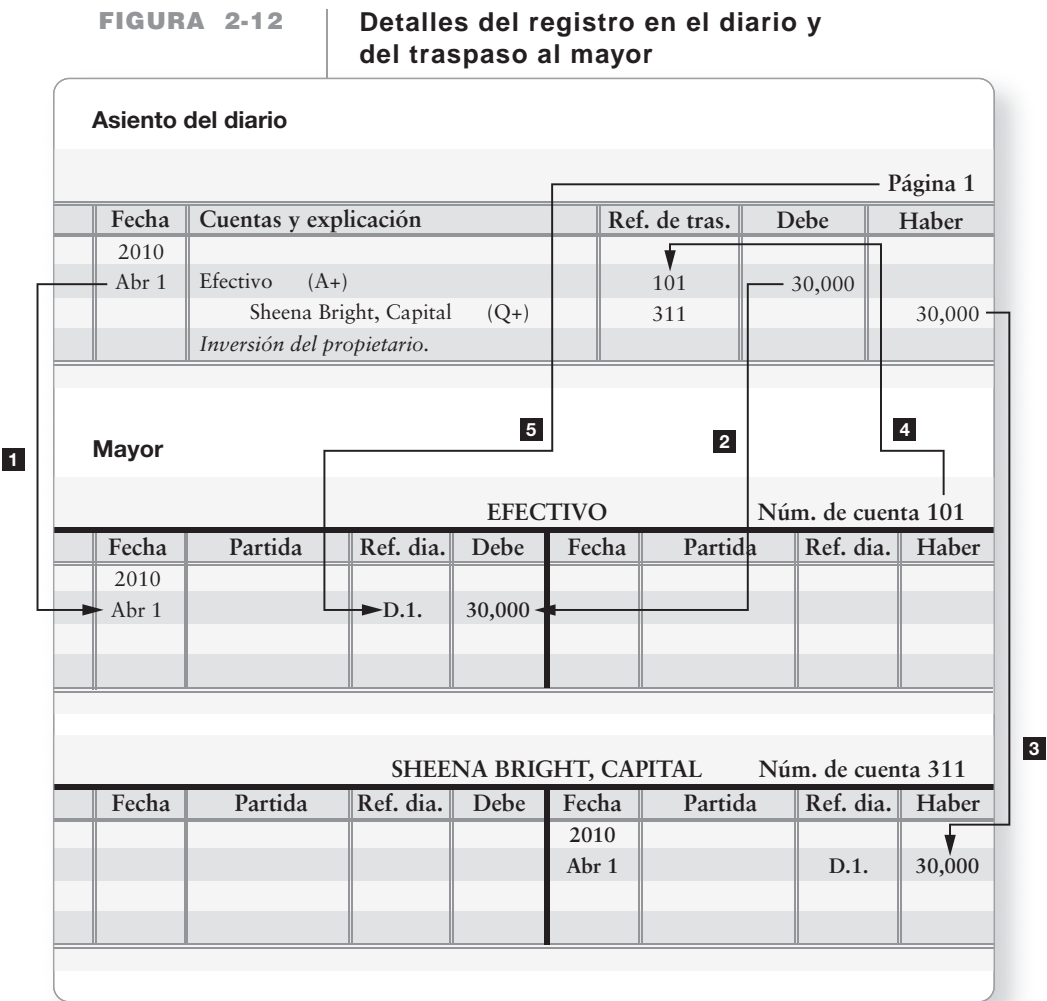 FIGURA 2-12
Detalles del registro en el diario y
del traspaso al mayor
Asiento del diario
Página 1
Fecha Cuentas y explicación Ref. de tras. Debe Haber
2010
Abr 1 Efectivo (A+) 101 30,000
Sheena Bright, Capital (Q+) 311 30,000
Inversión del propietario.
5 2 4
1 Mayor
EFECTIVO Núm. de cuenta 101
Fecha Partida Ref. dia. Debe Fecha Partida Ref. dia. Haber
2010
Abr 1 D.1. 30,000
3
SHEENA BRIGHT, CAPITAL Núm. de cuenta 311
Fecha Partida Ref. dia. Debe Fecha Partida Ref. dia. Haber
2010
Abr 1 D.1. 30,000